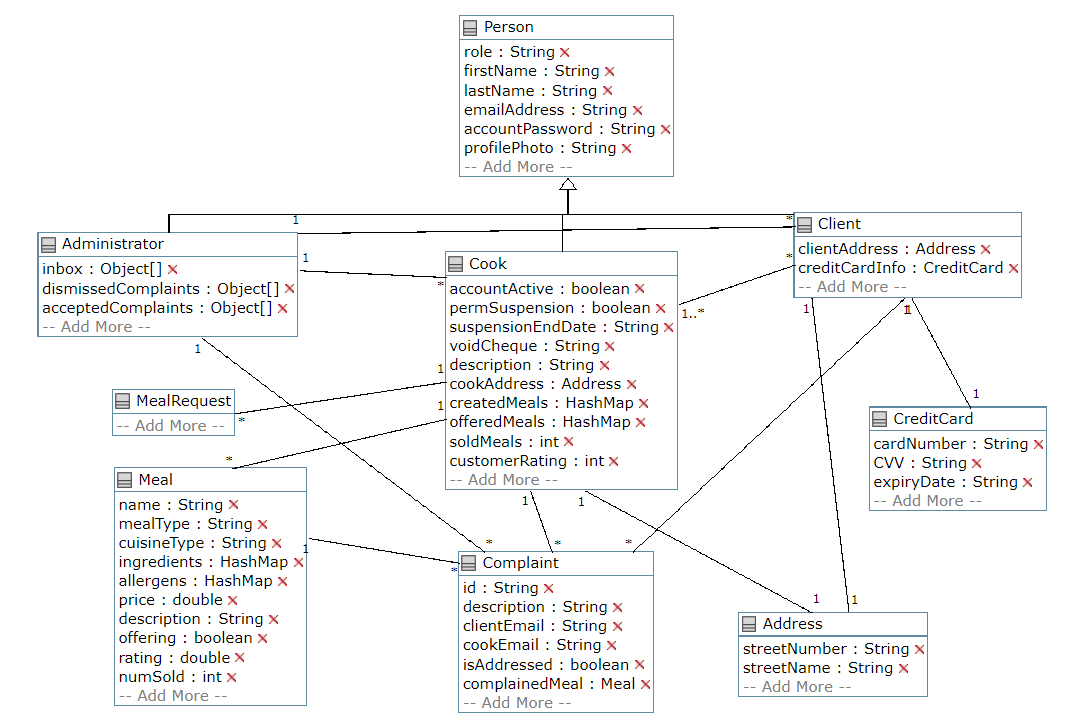 Person
role : String
firstName : String
lastName : String
emailAddress : String
accountPassword : String
profilePhoto : String
-- Add More --
1
*
Administrator
inbox : Object[]
dismissedComplaints : Object[]
acceptedComplaints : Object[]
-- Add More --
1
*
1
Client
clientAddress : Address
creditCardInfo : CreditCard
-- Add More --
*
1..*
1
1
1
Cook
accountActive : boolean
permSuspension : boolean
suspensionEndDate : String
voidCheque : String
description : String
cookAddress : Address
createdMeals : HashMap
offeredMeals : HashMap
soldMeals : int
customerRating : int
-- Add More --
1
1
1
1
MealRequest
-- Add More --
*
CreditCard
cardNumber : String
CVV : String
expiryDate : String
-- Add More --
1
*
Meal
name : String
mealType : String
cuisineType : String
ingredients : HashMap
allergens : HashMap
price : double
description : String
offering : boolean
rating : double
numSold : int
-- Add More --
1
*
*
*
*
Complaint
id : String
description : String
clientEmail : String
cookEmail : String
isAddressed : boolean
complainedMeal : Meal
-- Add More --
1
1
Address
streetNumber : String
streetName : String
-- Add More --